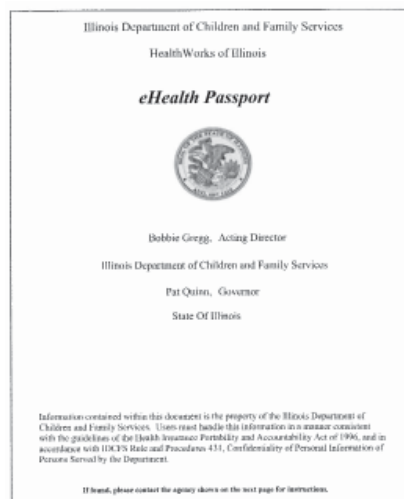 Illinois Department of Children and Family Services
HealthWorks of Illinois
eHealth Passport
Bobbie Gregg, Acting Director
Illinois Department of Children and Family Services
Pat Quinn, Governor
State Of Illinois
Information contained within this document is the property of the Illinois Department of
Children and Family Services. Users must handle this information in a manner consistent
with the guidelines of the Health Insurance Portability and Accountability Act of 1996, and in
accordance with IDCFS Rule and Procedures 431, Confidentiality of Personal Information of
Persons Served by the Department.
If found, please contact the agency shown on the next page for instructions.